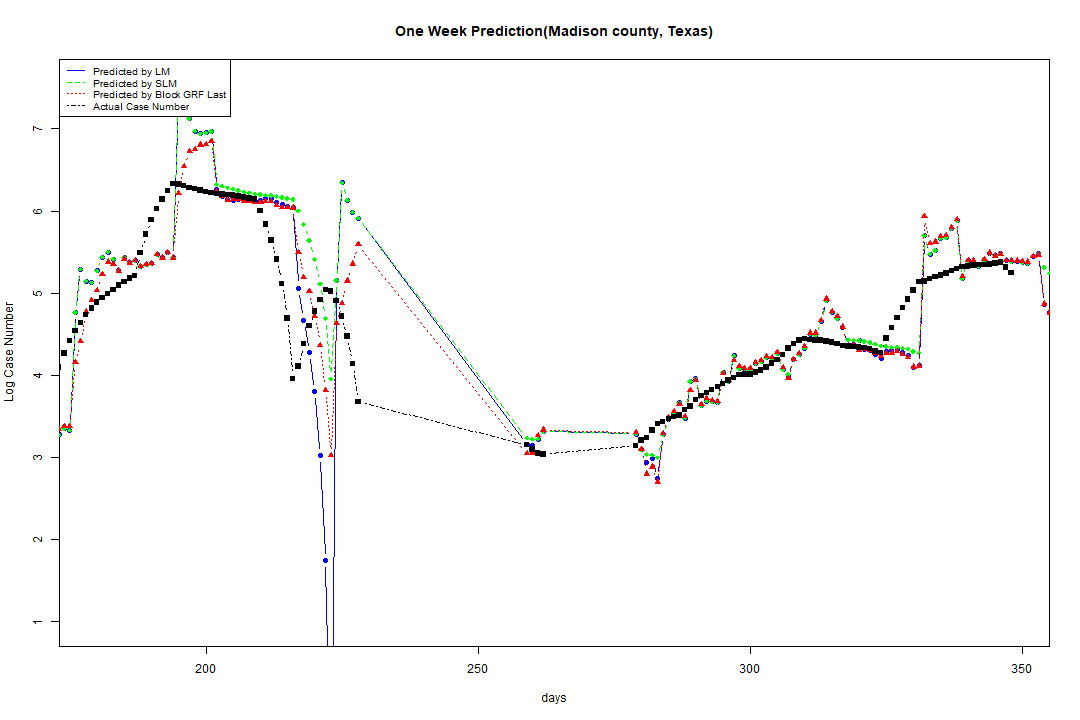 One Week Prediction(Madison county, Texas)
Predicted by LM
Predicted by SLM
Predicted by Block GRF Last
Actual Case Number
7
6
5
4
3
2
1
Log Case Number
200 250 300 350
days